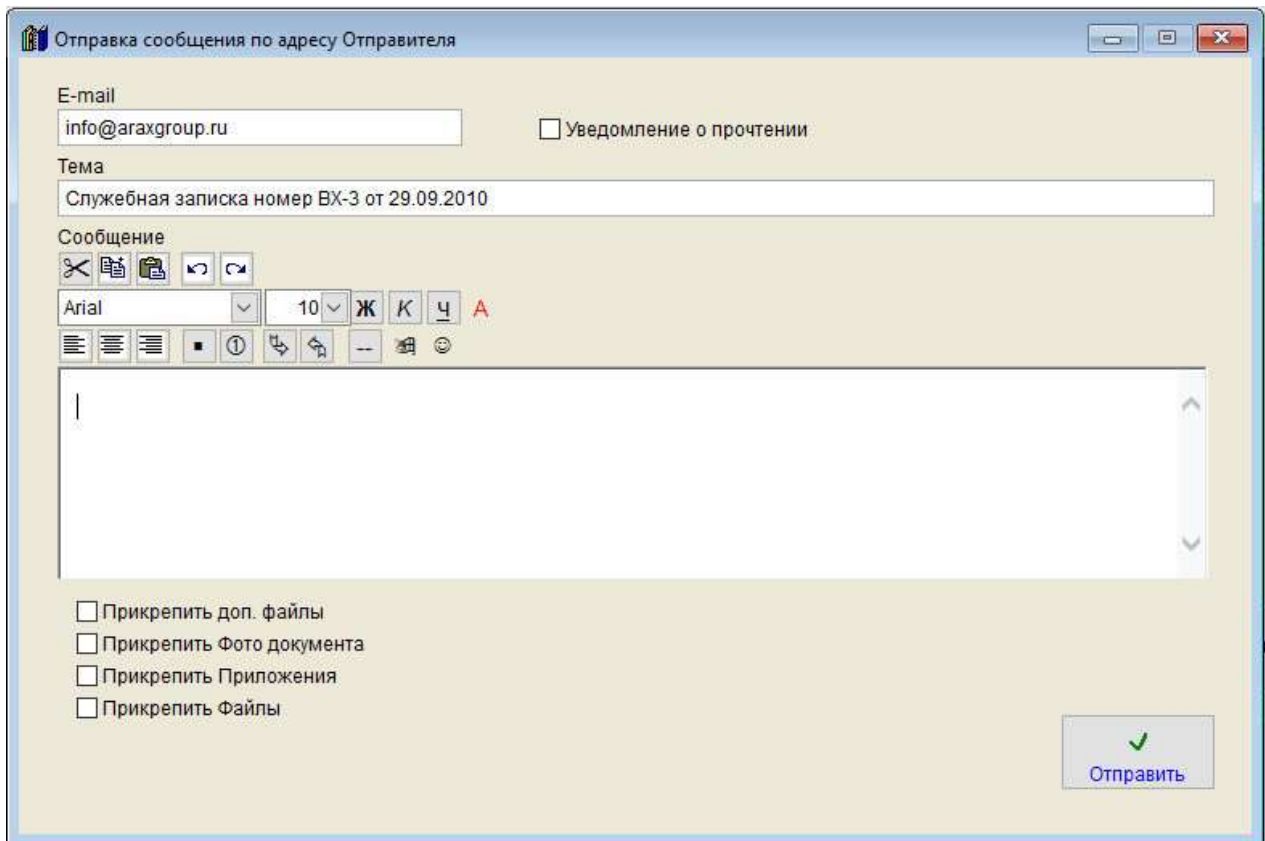 Отправка сообщения по адресу Отправителя
E-mail
info@araxgroup.ru
Уведомление о прочтении
Тема
Служебная записка номер ВХ-3 от 29.09.2010
Сообщение
Arial 10 Ж К Ч А
①
--
Прикрепить доп. файлы
Прикрепить Фото документа
Прикрепить Приложения
Прикрепить Файлы
Отправить